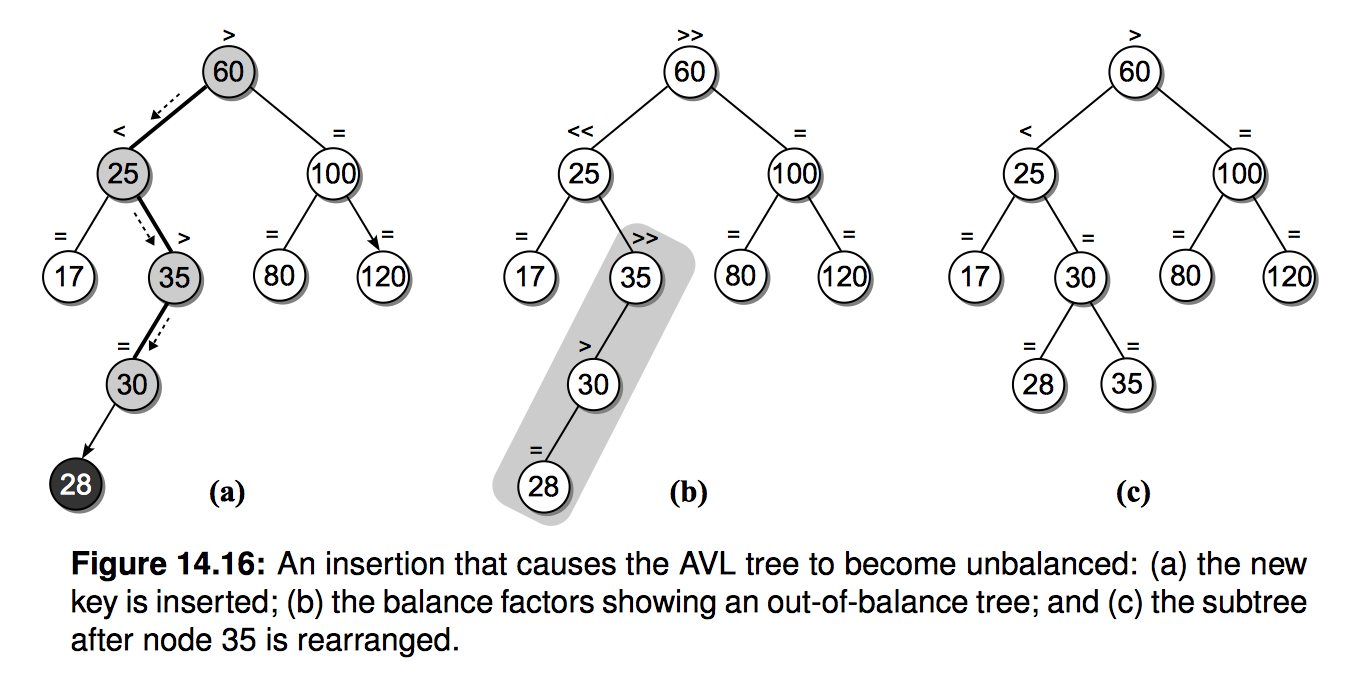 > >> >
60 60 60
< = << = < =
25 100 25 100 25 100
= > = = = >> = = = = = =
17 35 80 120 17 35 80 120 17 30 80 120
= > = =
30 30 28 35
=
28 28
(a) (b) (c)
Figure 14.16: An insertion that causes the AVL tree to become unbalanced: (a) the new
key is inserted; (b) the balance factors showing an out-of-balance tree; and (c) the subtree
after node 35 is rearranged.